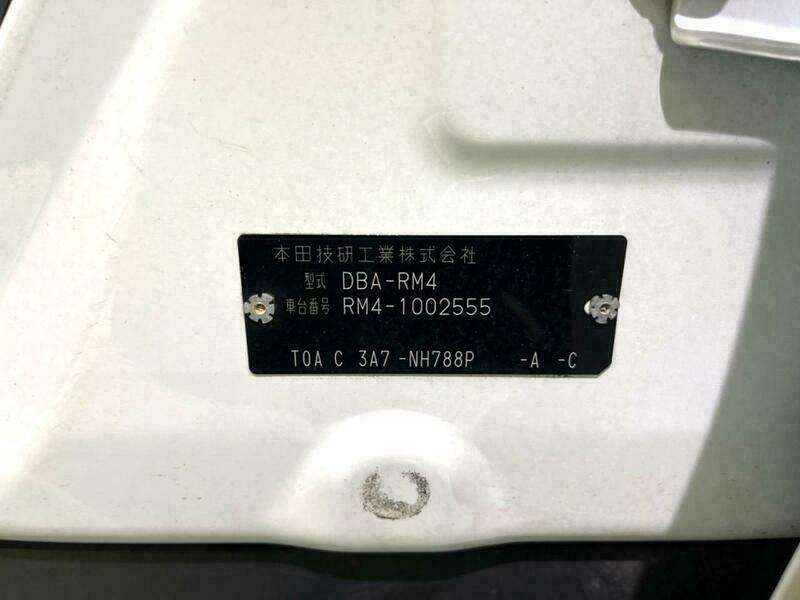 本田技研工業株式会社
型式 DBA-RM4
車台番号 RM4-1002555
T0A C 3A7 -NH788P -A -C